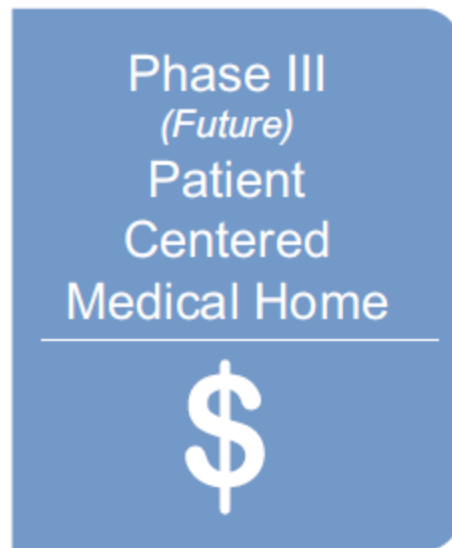 Phase III
(Future)
Patient
Centered
Medical Home
$